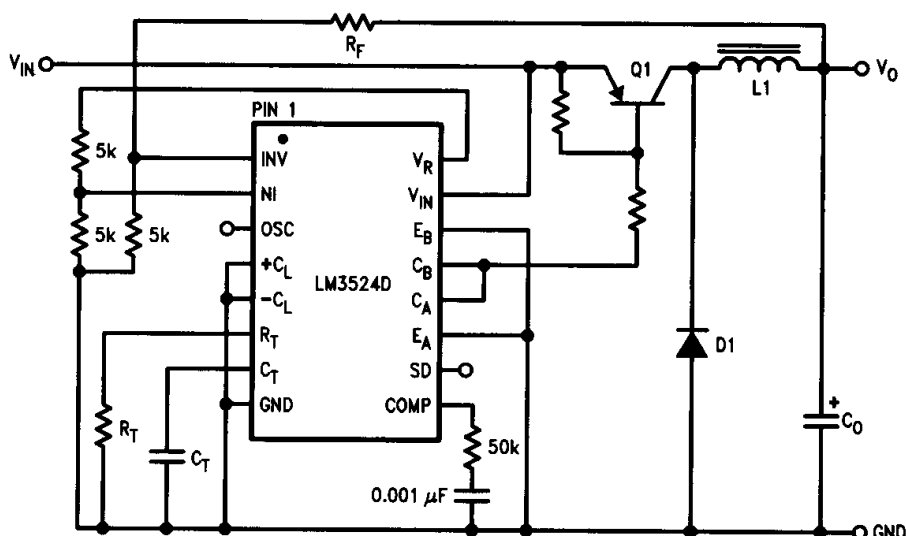 R_F
V_IN
Q1
L1
V_O
PIN 1
5k
INV
V_R
NI
V_IN
5k
5k
OSC
E_B
+C_L
LM3524D
C_B
−C_L
C_A
R_T
E_A
D1
C_T
SD
GND
COMP
R_T
C_T
50k
+
C_O
0.001 μF
GND